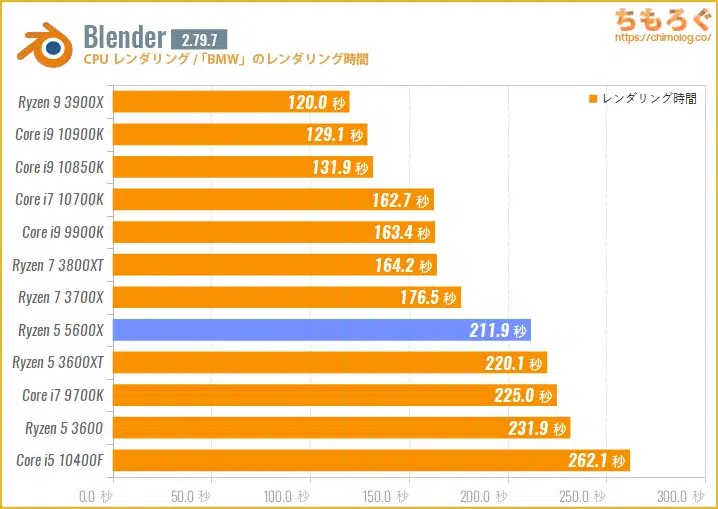 ちもろぐ
https://chimolog.co/
Blender 2.79.7
CPU レンダリング /「BMW」のレンダリング時間
レンダリング時間
Ryzen 9 3900X 120.0 秒
Core i9 10900K 129.1 秒
Core i9 10850K 131.9 秒
Core i7 10700K 162.7 秒
Core i9 9900K 163.4 秒
Ryzen 7 3800XT 164.2 秒
Ryzen 7 3700X 176.5 秒
Ryzen 5 5600X 211.9 秒
Ryzen 5 3600XT 220.1 秒
Core i7 9700K 225.0 秒
Ryzen 5 3600 231.9 秒
Core i5 10400F 262.1 秒
0.0 秒 50.0 秒 100.0 秒 150.0 秒 200.0 秒 250.0 秒 300.0 秒